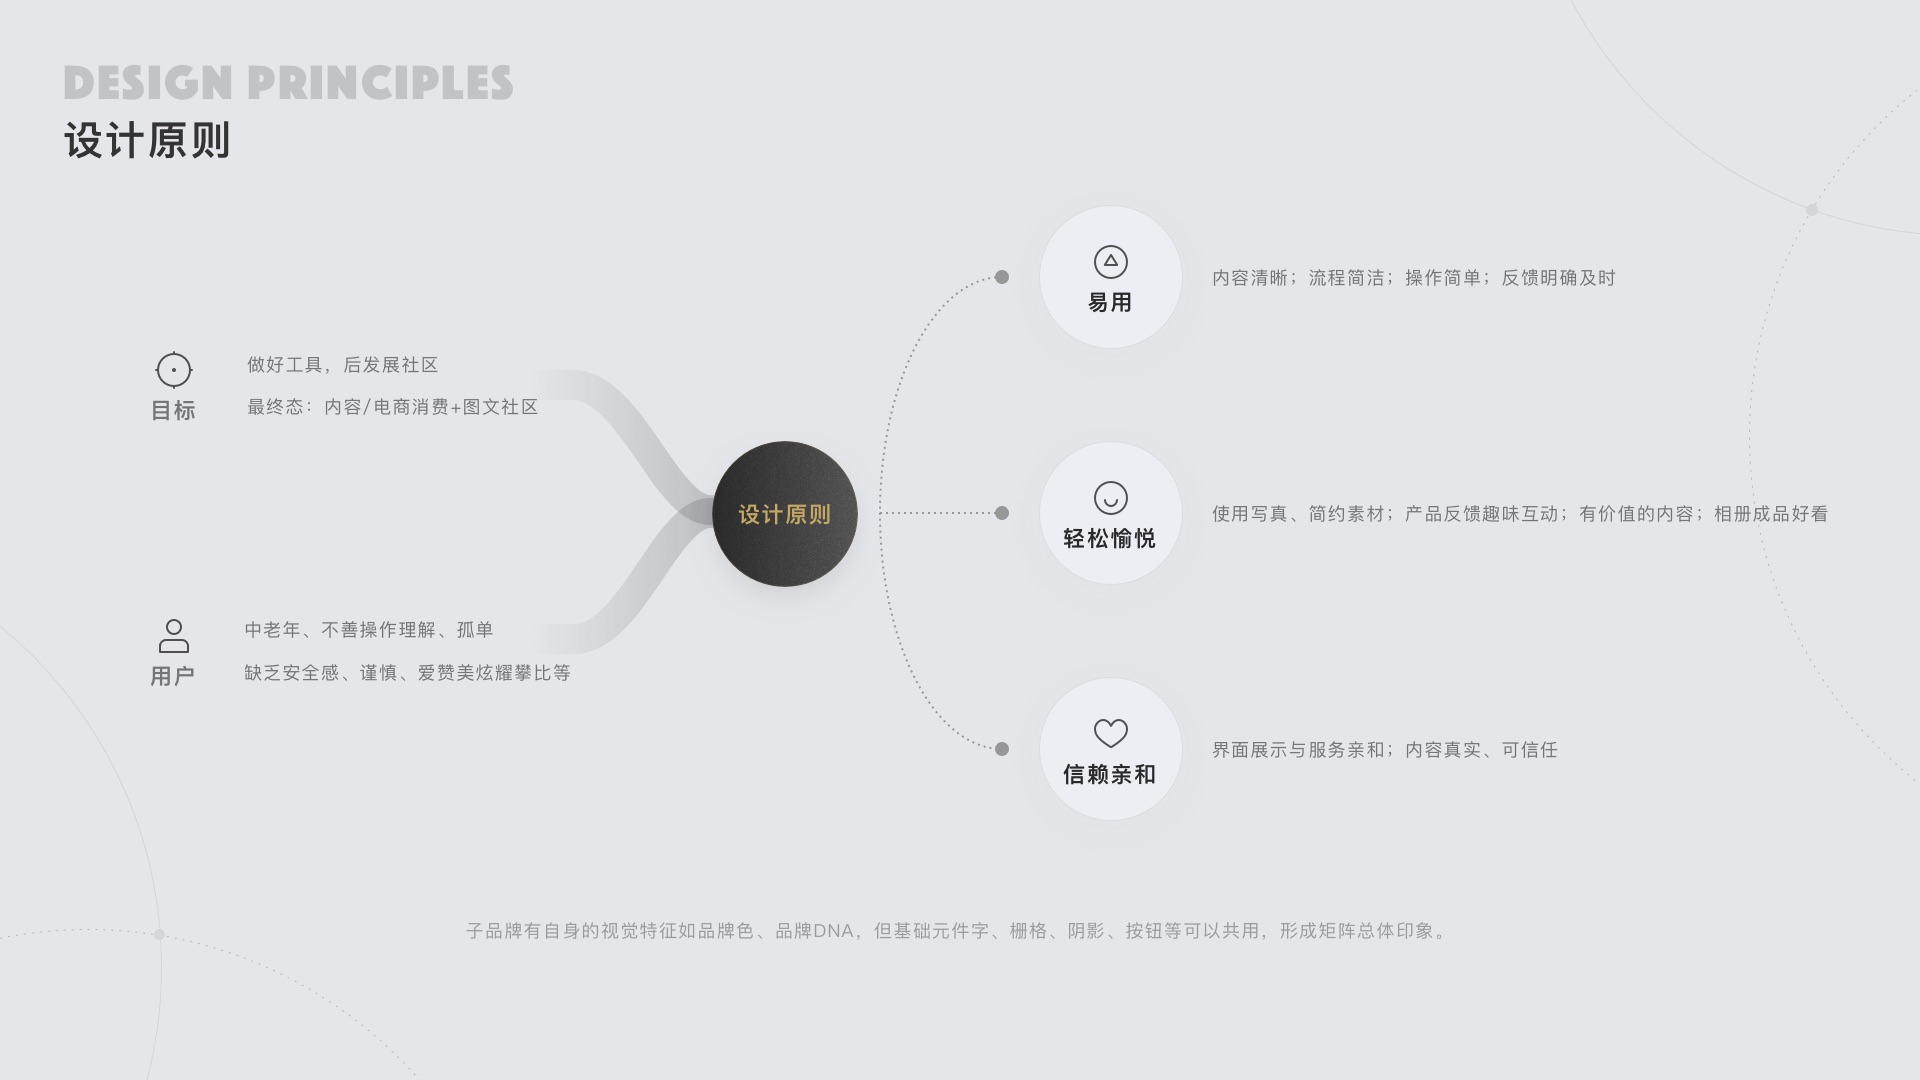 DESIGN PRINCIPLES
设计原则
目标
做好工具，后发展社区
最终态：内容/电商消费+图文社区
用户
中老年、不善操作理解、孤单
缺乏安全感、谨慎、爱赞美炫耀攀比等
设计原则
易用
内容清晰；流程简洁；操作简单；反馈明确及时
轻松愉悦
使用写真、简约素材；产品反馈趣味互动；有价值的内容；相册成品好看
信赖亲和
界面展示与服务亲和；内容真实、可信任
子品牌有自身的视觉特征如品牌色、品牌DNA，但基础元件字、栅格、阴影、按钮等可以共用，形成矩阵总体印象。